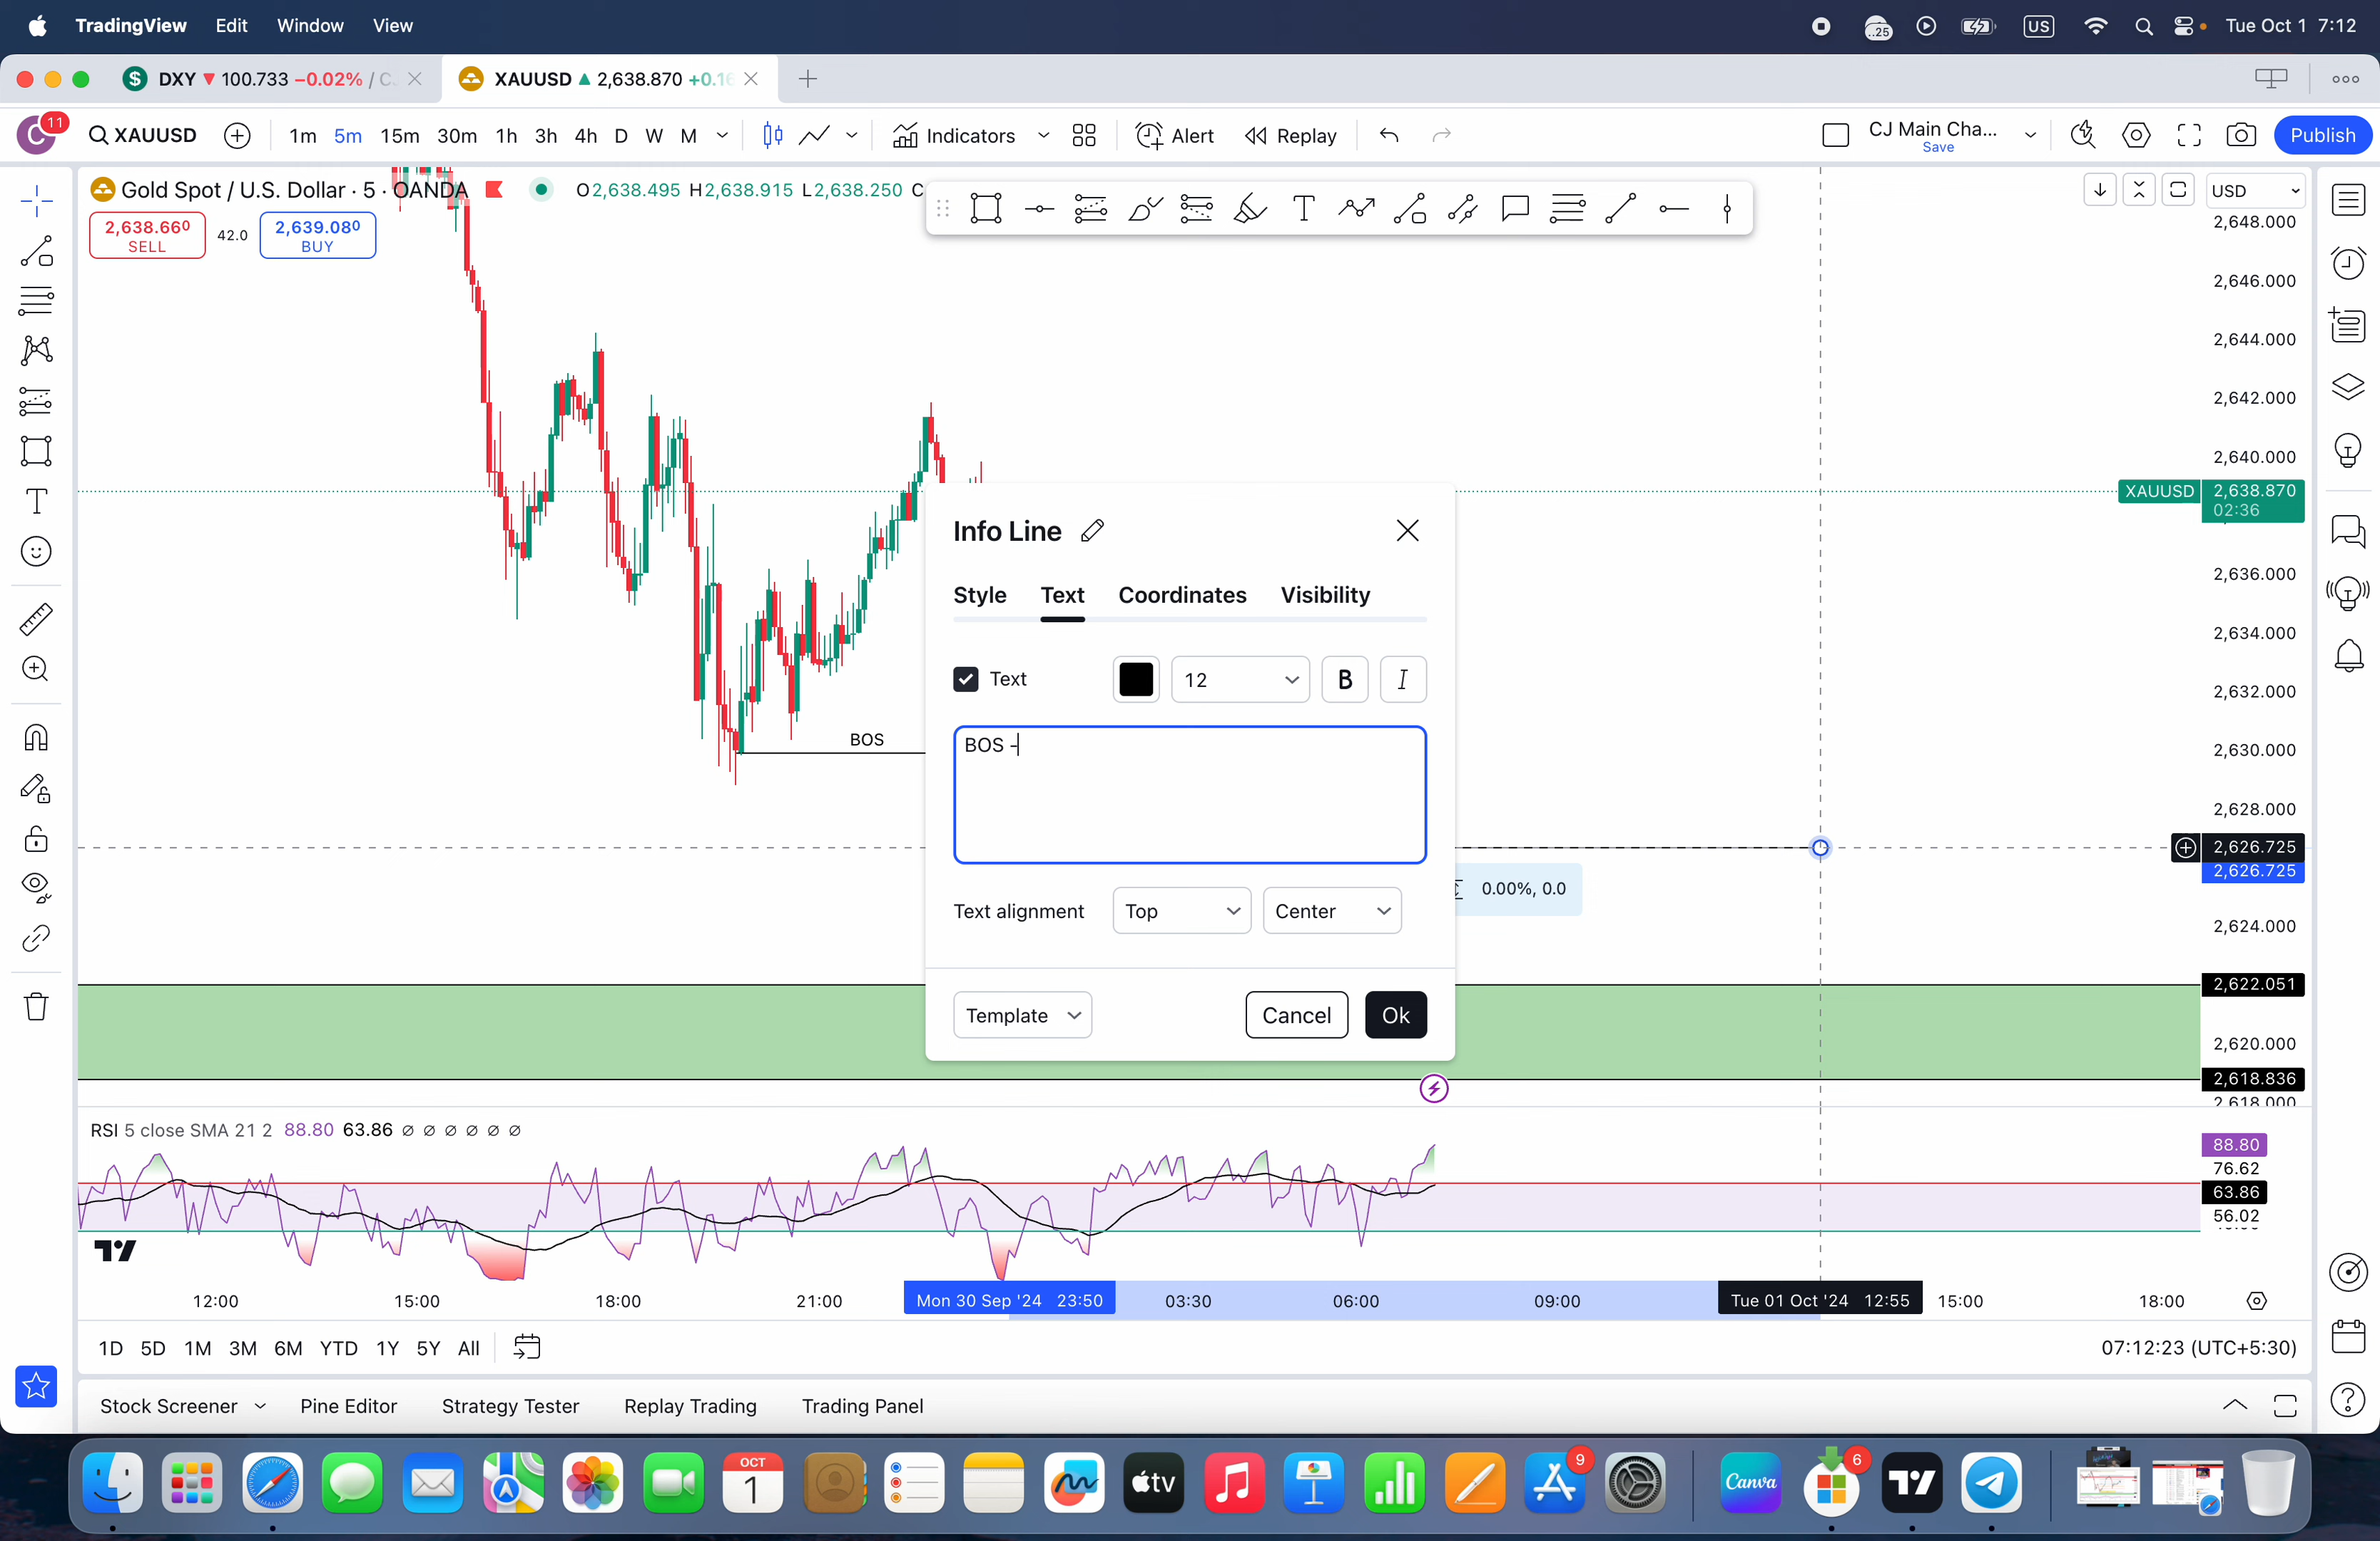 TradingView Edit Window View
..25 US Tue Oct 1 7:12
DXY 100.733 −0.02% / C.
XAUUSD 2,638.870 +0.16
C 11 XAUUSD 1m 5m 15m 30m 1h 3h 4h D W M Indicators Alert Replay CJ Main Cha... Save Publish
Gold Spot / U.S. Dollar · 5 · OANDA O2,638.495 H2,638.915 L2,638.250 C
USD
2,638.660 SELL
42.0
2,639.080 BUY
2,648.000
2,646.000
2,644.000
2,642.000
2,640.000
XAUUSD 2,638.870
02:36
2,636.000
2,634.000
2,632.000
2,630.000
2,628.000
2,626.725
2,626.725
2,624.000
2,622.051
2,620.000
2,618.836
2,618.000
BOS
Info Line
Style Text Coordinates Visibility
Text 12 B I
BOS -
Text alignment Top Center
Template Cancel Ok
0.00%, 0.0
RSI 5 close SMA 21 2 88.80 63.86 ∅ ∅ ∅ ∅ ∅ ∅
88.80
76.62
63.86
56.02
12:00 15:00 18:00 21:00 Mon 30 Sep '24 23:50 03:30 06:00 09:00 Tue 01 Oct '24 12:55 15:00 18:00
1D 5D 1M 3M 6M YTD 1Y 5Y All 07:12:23 (UTC+5:30)
Stock Screener Pine Editor Strategy Tester Replay Trading Trading Panel
OCT
1
tv
9
Canva
6